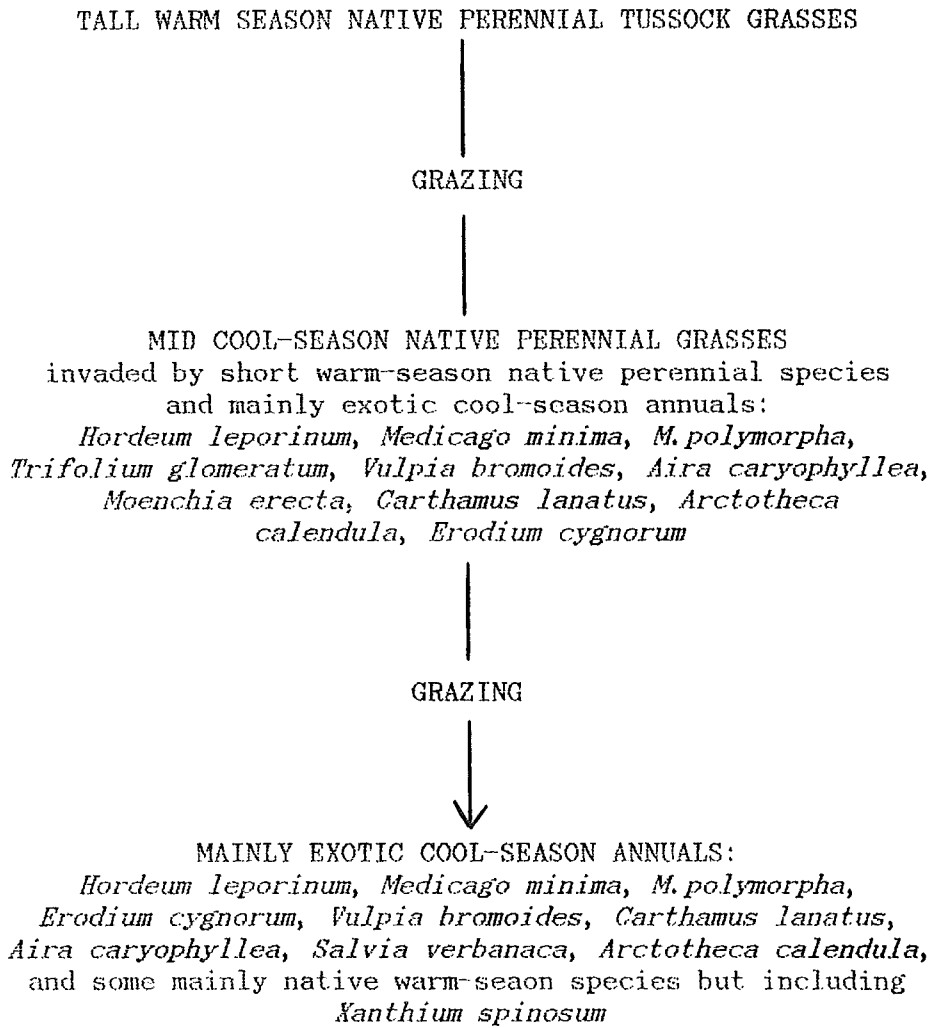 TALL WARM SEASON NATIVE PERENNIAL TUSSOCK GRASSES
GRAZING
MID COOL-SEASON NATIVE PERENNIAL GRASSES
invaded by short warm-season native perennial species
and mainly exotic cool-season annuals:
Hordeum leporinum, Medicago minima, M.polymorpha,
Trifolium glomeratum, Vulpia bromoides, Aira caryophyllea,
Moenchia erecta, Carthamus lanatus, Arctotheca
calendula, Erodium cygnorum
GRAZING
MAINLY EXOTIC COOL-SEASON ANNUALS:
Hordeum leporinum, Medicago minima, M.polymorpha,
Erodium cygnorum, Vulpia bromoides, Carthamus lanatus,
Aira caryophyllea, Salvia verbanaca, Arctotheca calendula,
and some mainly native warm-seaon species but including
Xanthium spinosum